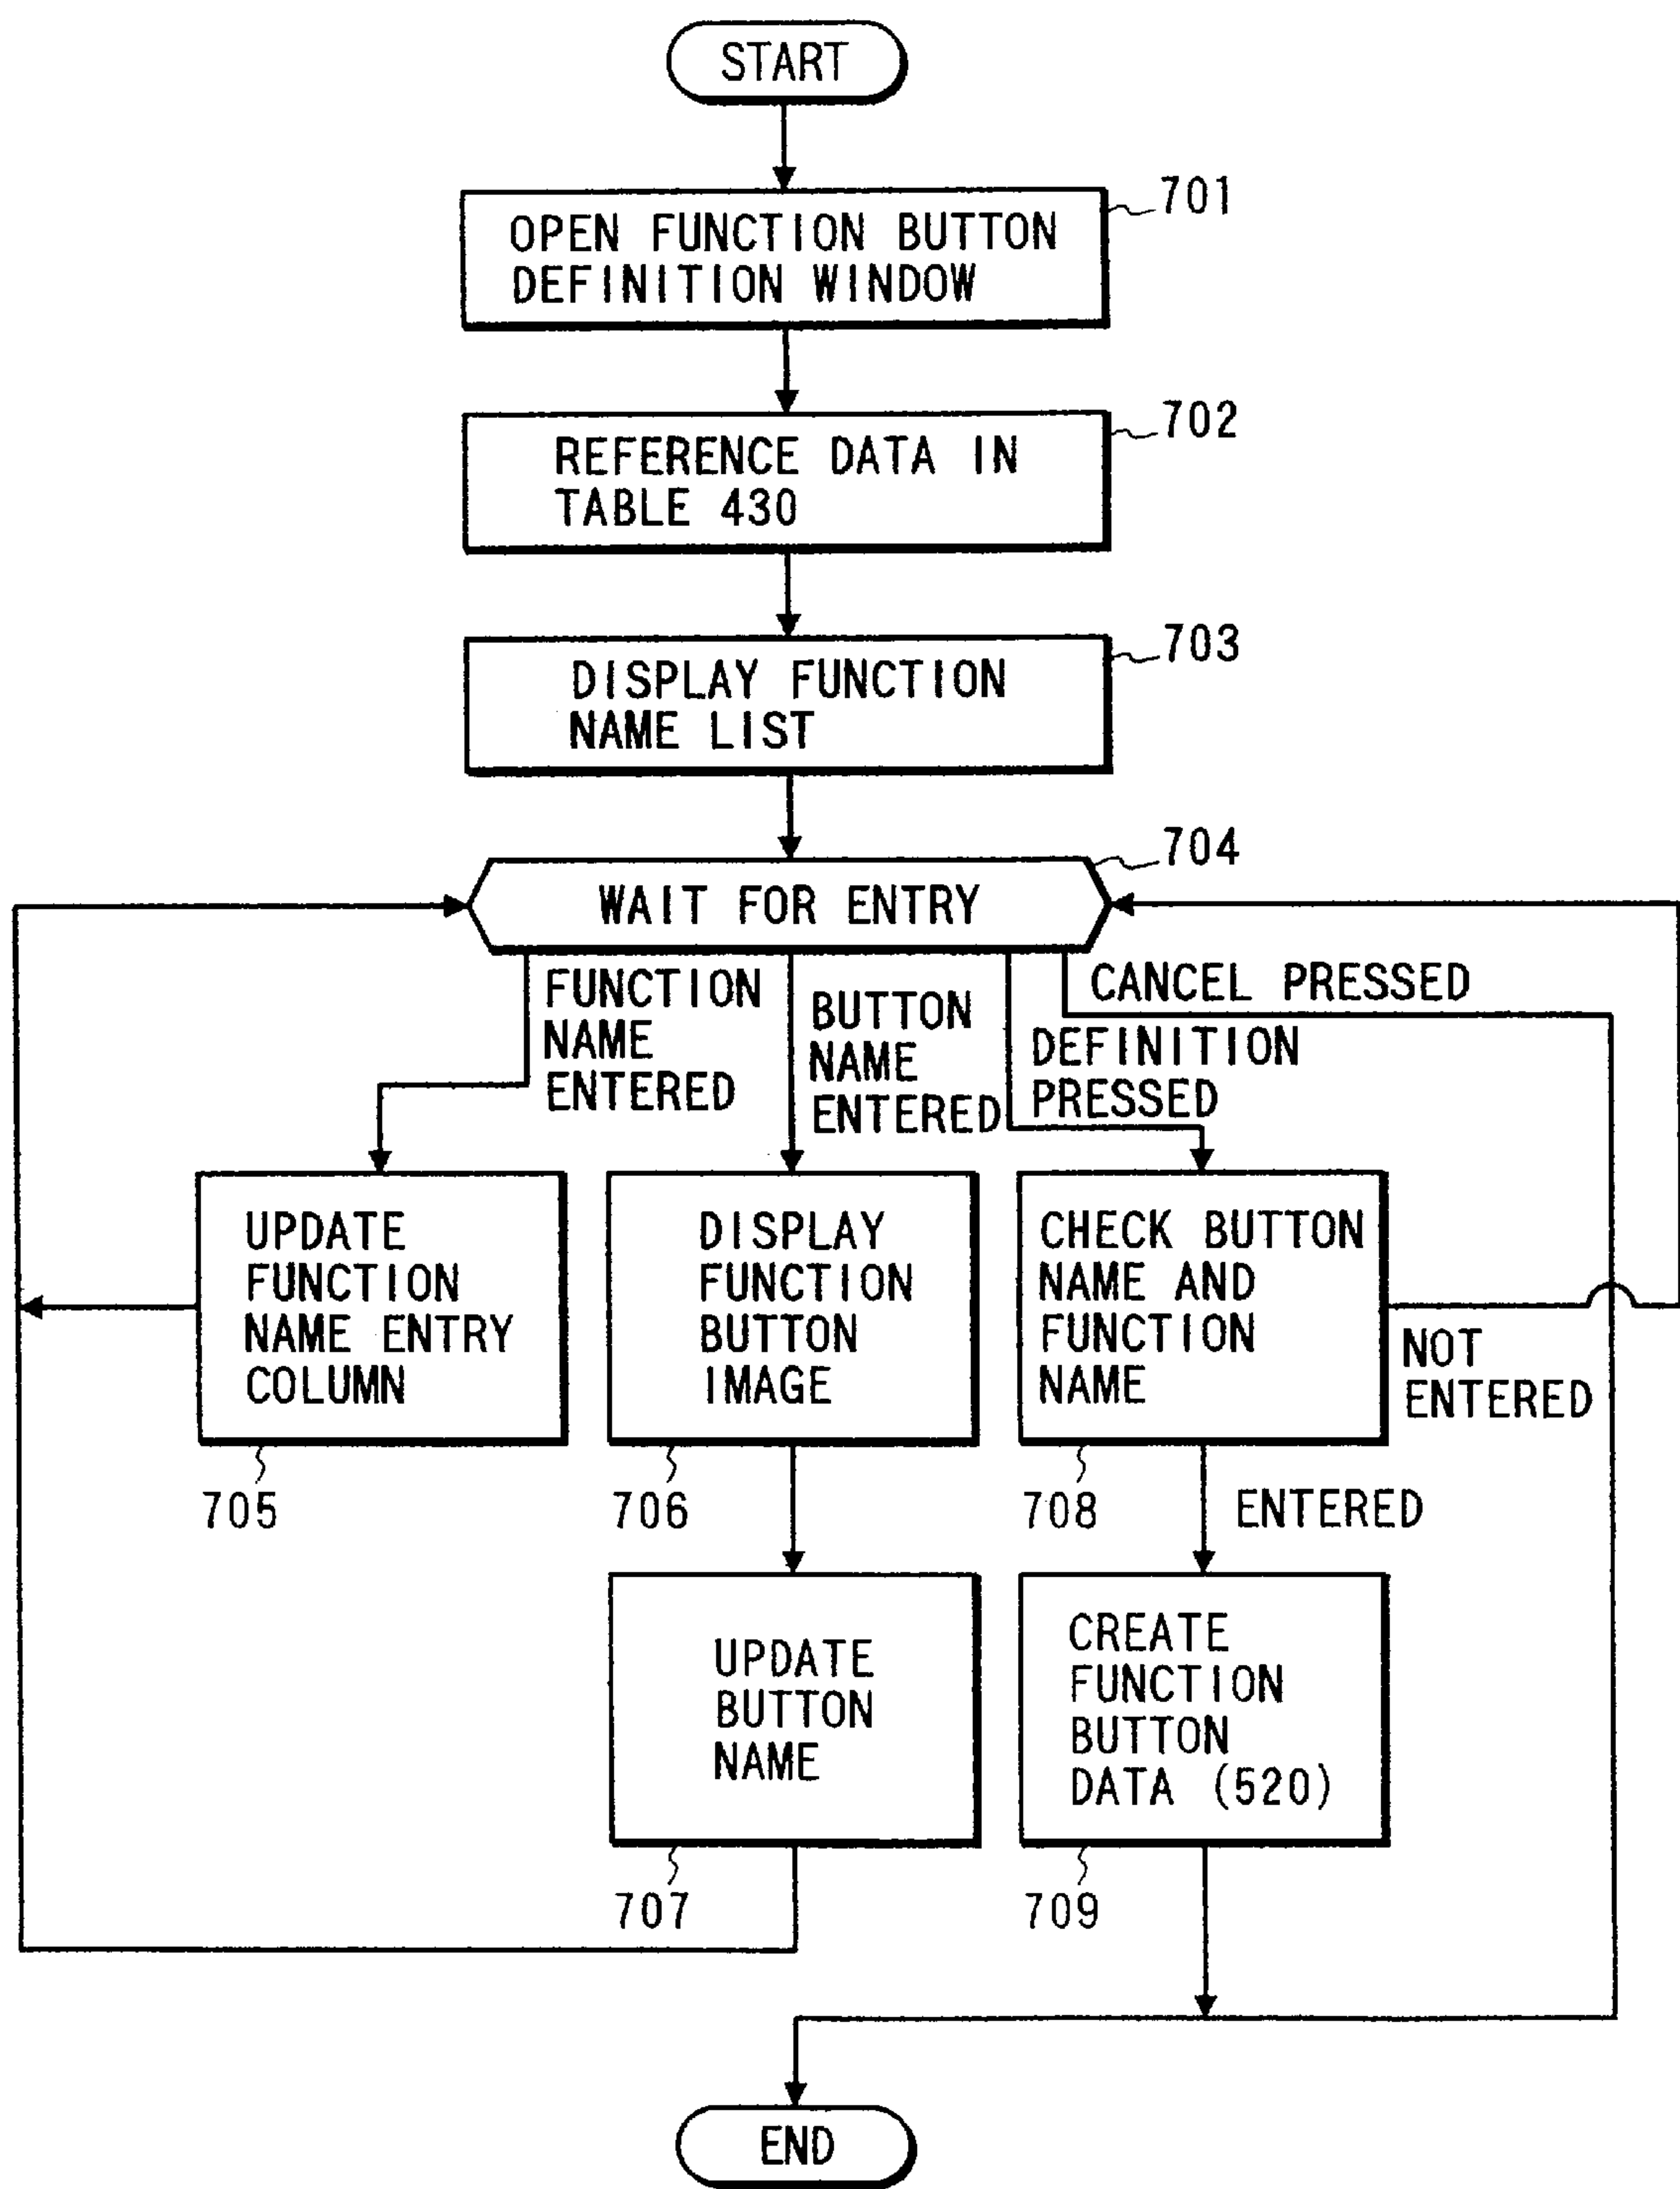 START
701
OPEN FUNCTION BUTTON
DEFINITION WINDOW
702
REFERENCE DATA IN
TABLE 430
703
DISPLAY FUNCTION
NAME LIST
704
WAIT FOR ENTRY
FUNCTION
NAME
ENTERED
BUTTON
NAME
ENTERED
CANCEL PRESSED
DEFINITION
PRESSED
UPDATE
FUNCTION
NAME ENTRY
COLUMN
705
DISPLAY
FUNCTION
BUTTON
IMAGE
706
CHECK BUTTON
NAME AND
FUNCTION
NAME
708
NOT
ENTERED
ENTERED
UPDATE
BUTTON
NAME
707
CREATE
FUNCTION
BUTTON
DATA (520)
709
END